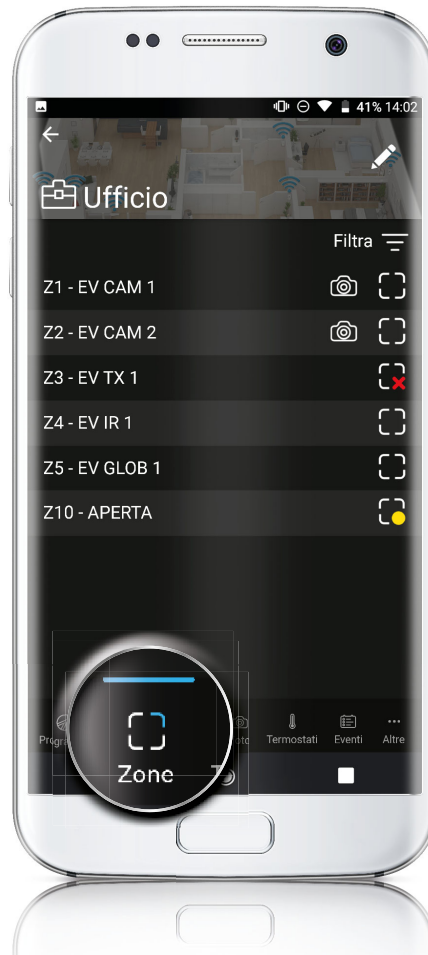 41% 14:02
Ufficio
Filtra
Z1 - EV CAM 1
Z2 - EV CAM 2
Z3 - EV TX 1
Z4 - EV IR 1
Z5 - EV GLOB 1
Z10 - APERTA
Termostati Eventi Altre
Zone